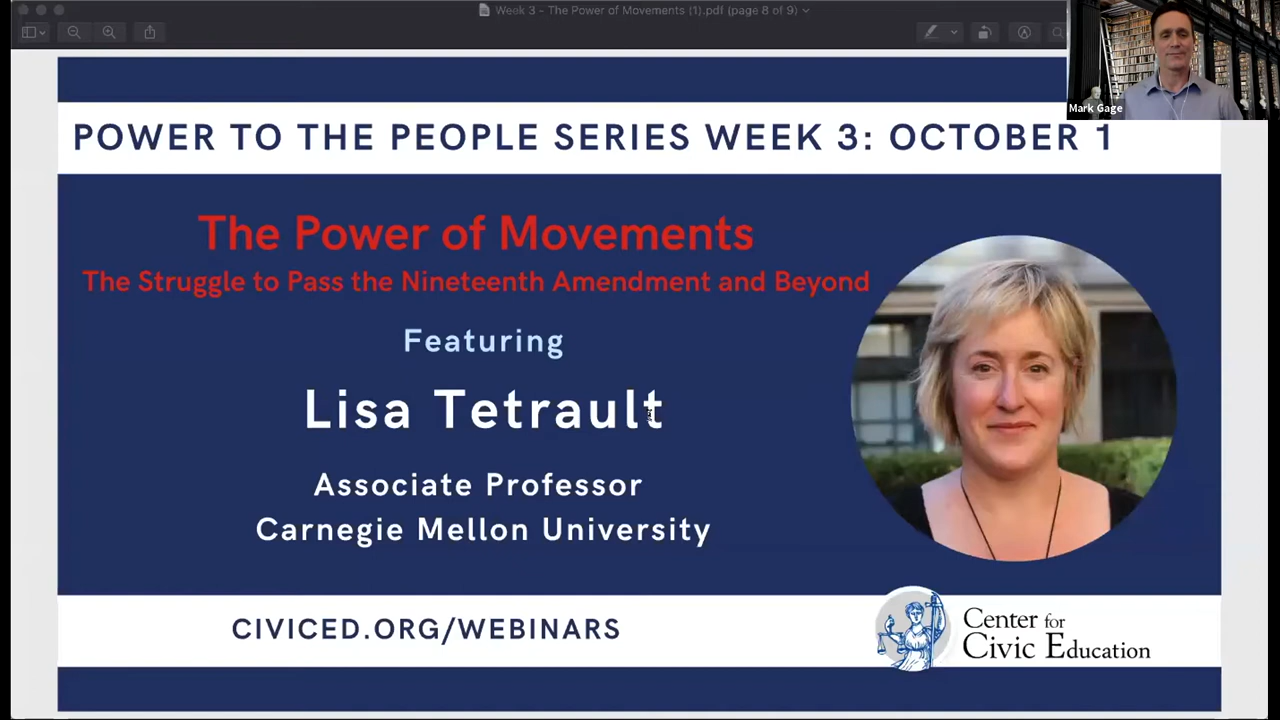 Week 3 - The Power of Movements (1).pdf (page 8 of 9)
Mark Gage
POWER TO THE PEOPLE SERIES WEEK 3: OCTOBER 1
The Power of Movements
The Struggle to Pass the Nineteenth Amendment and Beyond
Featuring
Lisa Tetrault
Associate Professor
Carnegie Mellon University
CIVICED.ORG/WEBINARS
Center for
Civic Education